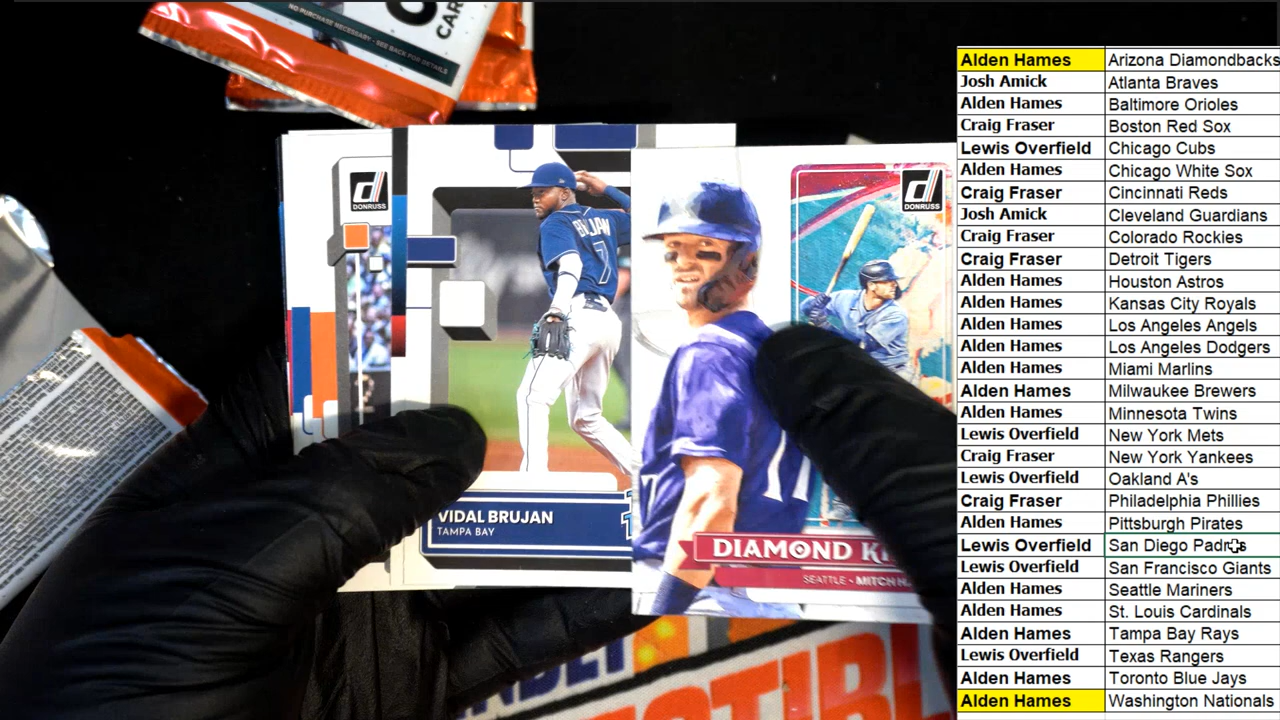 NO PURCHASE NECESSARY - SEE BACK FOR DETAILS
CAR
DONRUSS
DONRUSS
BRUJAN
7
VIDAL BRUJAN
TAMPA BAY
DIAMOND KI
SEATTLE • MITCH HA
Alden Hames Arizona Diamondbacks
Josh Amick Atlanta Braves
Alden Hames Baltimore Orioles
Craig Fraser Boston Red Sox
Lewis Overfield Chicago Cubs
Alden Hames Chicago White Sox
Craig Fraser Cincinnati Reds
Josh Amick Cleveland Guardians
Craig Fraser Colorado Rockies
Craig Fraser Detroit Tigers
Alden Hames Houston Astros
Alden Hames Kansas City Royals
Alden Hames Los Angeles Angels
Alden Hames Los Angeles Dodgers
Alden Hames Miami Marlins
Alden Hames Milwaukee Brewers
Alden Hames Minnesota Twins
Lewis Overfield New York Mets
Craig Fraser New York Yankees
Lewis Overfield Oakland A's
Craig Fraser Philadelphia Phillies
Alden Hames Pittsburgh Pirates
Lewis Overfield San Diego Padres
Lewis Overfield San Francisco Giants
Alden Hames Seattle Mariners
Alden Hames St. Louis Cardinals
Alden Hames Tampa Bay Rays
Lewis Overfield Texas Rangers
Alden Hames Toronto Blue Jays
Alden Hames Washington Nationals